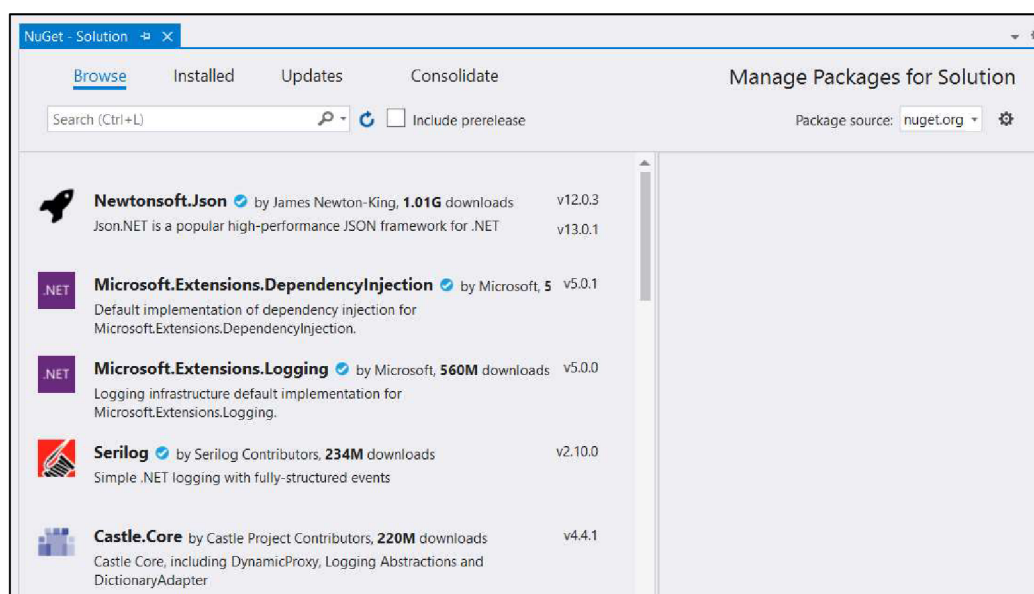 NuGet - Solution
Browse Installed Updates Consolidate
Manage Packages for Solution
Search (Ctrl+L)
Include prerelease
Package source: nuget.org
Newtonsoft.Json by James Newton-King, 1.01G downloads v12.0.3
Json.NET is a popular high-performance JSON framework for .NET v13.0.1
.NET
Microsoft.Extensions.DependencyInjection by Microsoft, 5 v5.0.1
Default implementation of dependency injection for
Microsoft.Extensions.DependencyInjection.
.NET
Microsoft.Extensions.Logging by Microsoft, 560M downloads v5.0.0
Logging infrastructure default implementation for
Microsoft.Extensions.Logging.
Serilog by Serilog Contributors, 234M downloads v2.10.0
Simple .NET logging with fully-structured events
Castle.Core by Castle Project Contributors, 220M downloads v4.4.1
Castle Core, including DynamicProxy, Logging Abstractions and
DictionaryAdapter